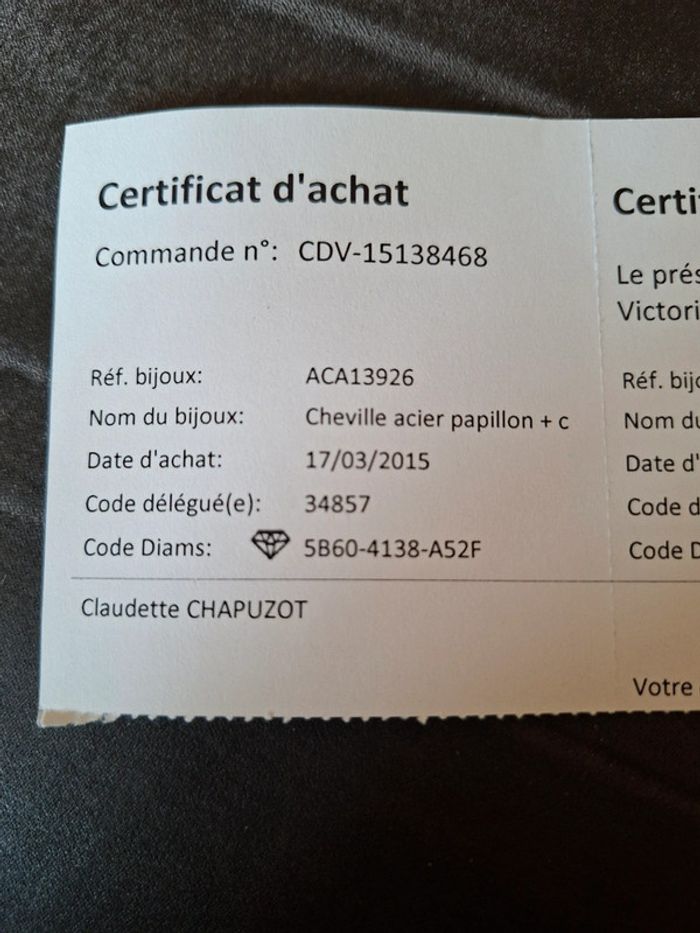 Certificat d'achat
Commande n°: CDV-15138468
Réf. bijoux: ACA13926
Nom du bijoux: Cheville acier papillon + c
Date d'achat: 17/03/2015
Code délégué(e): 34857
Code Diams: 5B60-4138-A52F
Claudette CHAPUZOT
Certi
Le prés
Victori
Réf. bijo
Nom du
Date d'
Code d
Code D
Votre